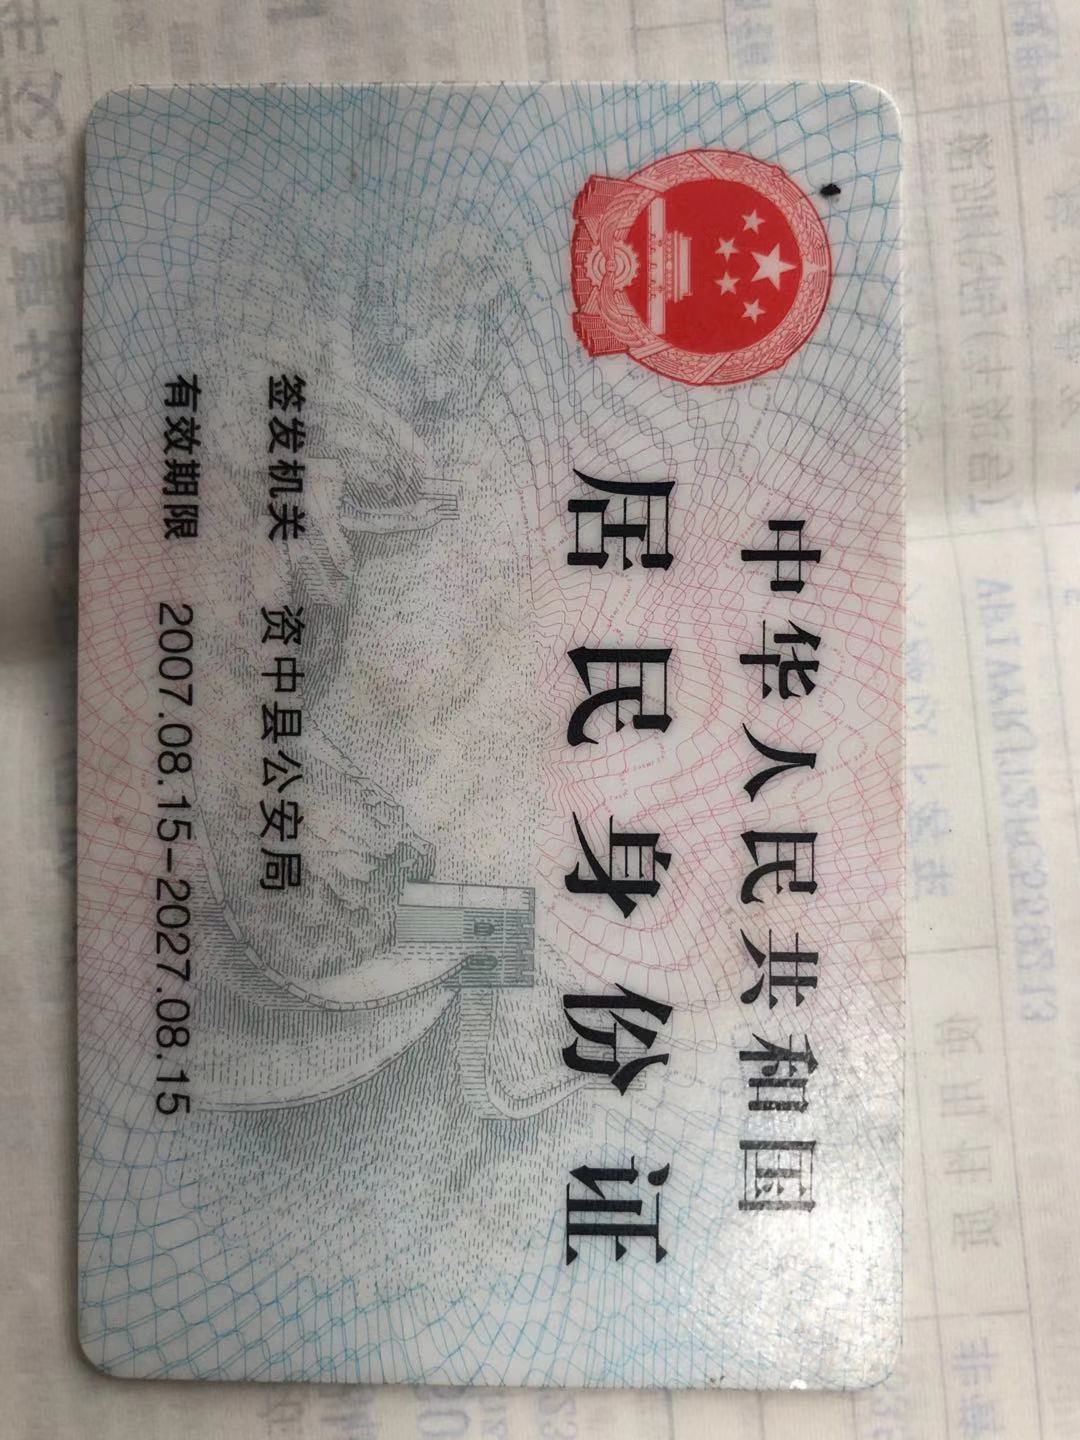 中华人民共和国
居民身份证
签发机关 资中县公安局
有效期限 2007.08.15-2027.08.15